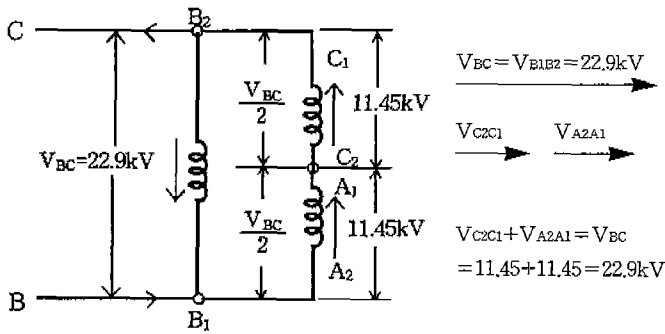 C
B₂
C₁
V_BC
2
11.45kV
V_BC=22.9kV
C₂
A₁
V_BC
2
11.45kV
A₂
B
B₁
V_BC=V_B1B2=22.9kV
V_C2C1 V_A2A1
V_C2C1+V_A2A1=V_BC
=11.45+11.45=22.9kV